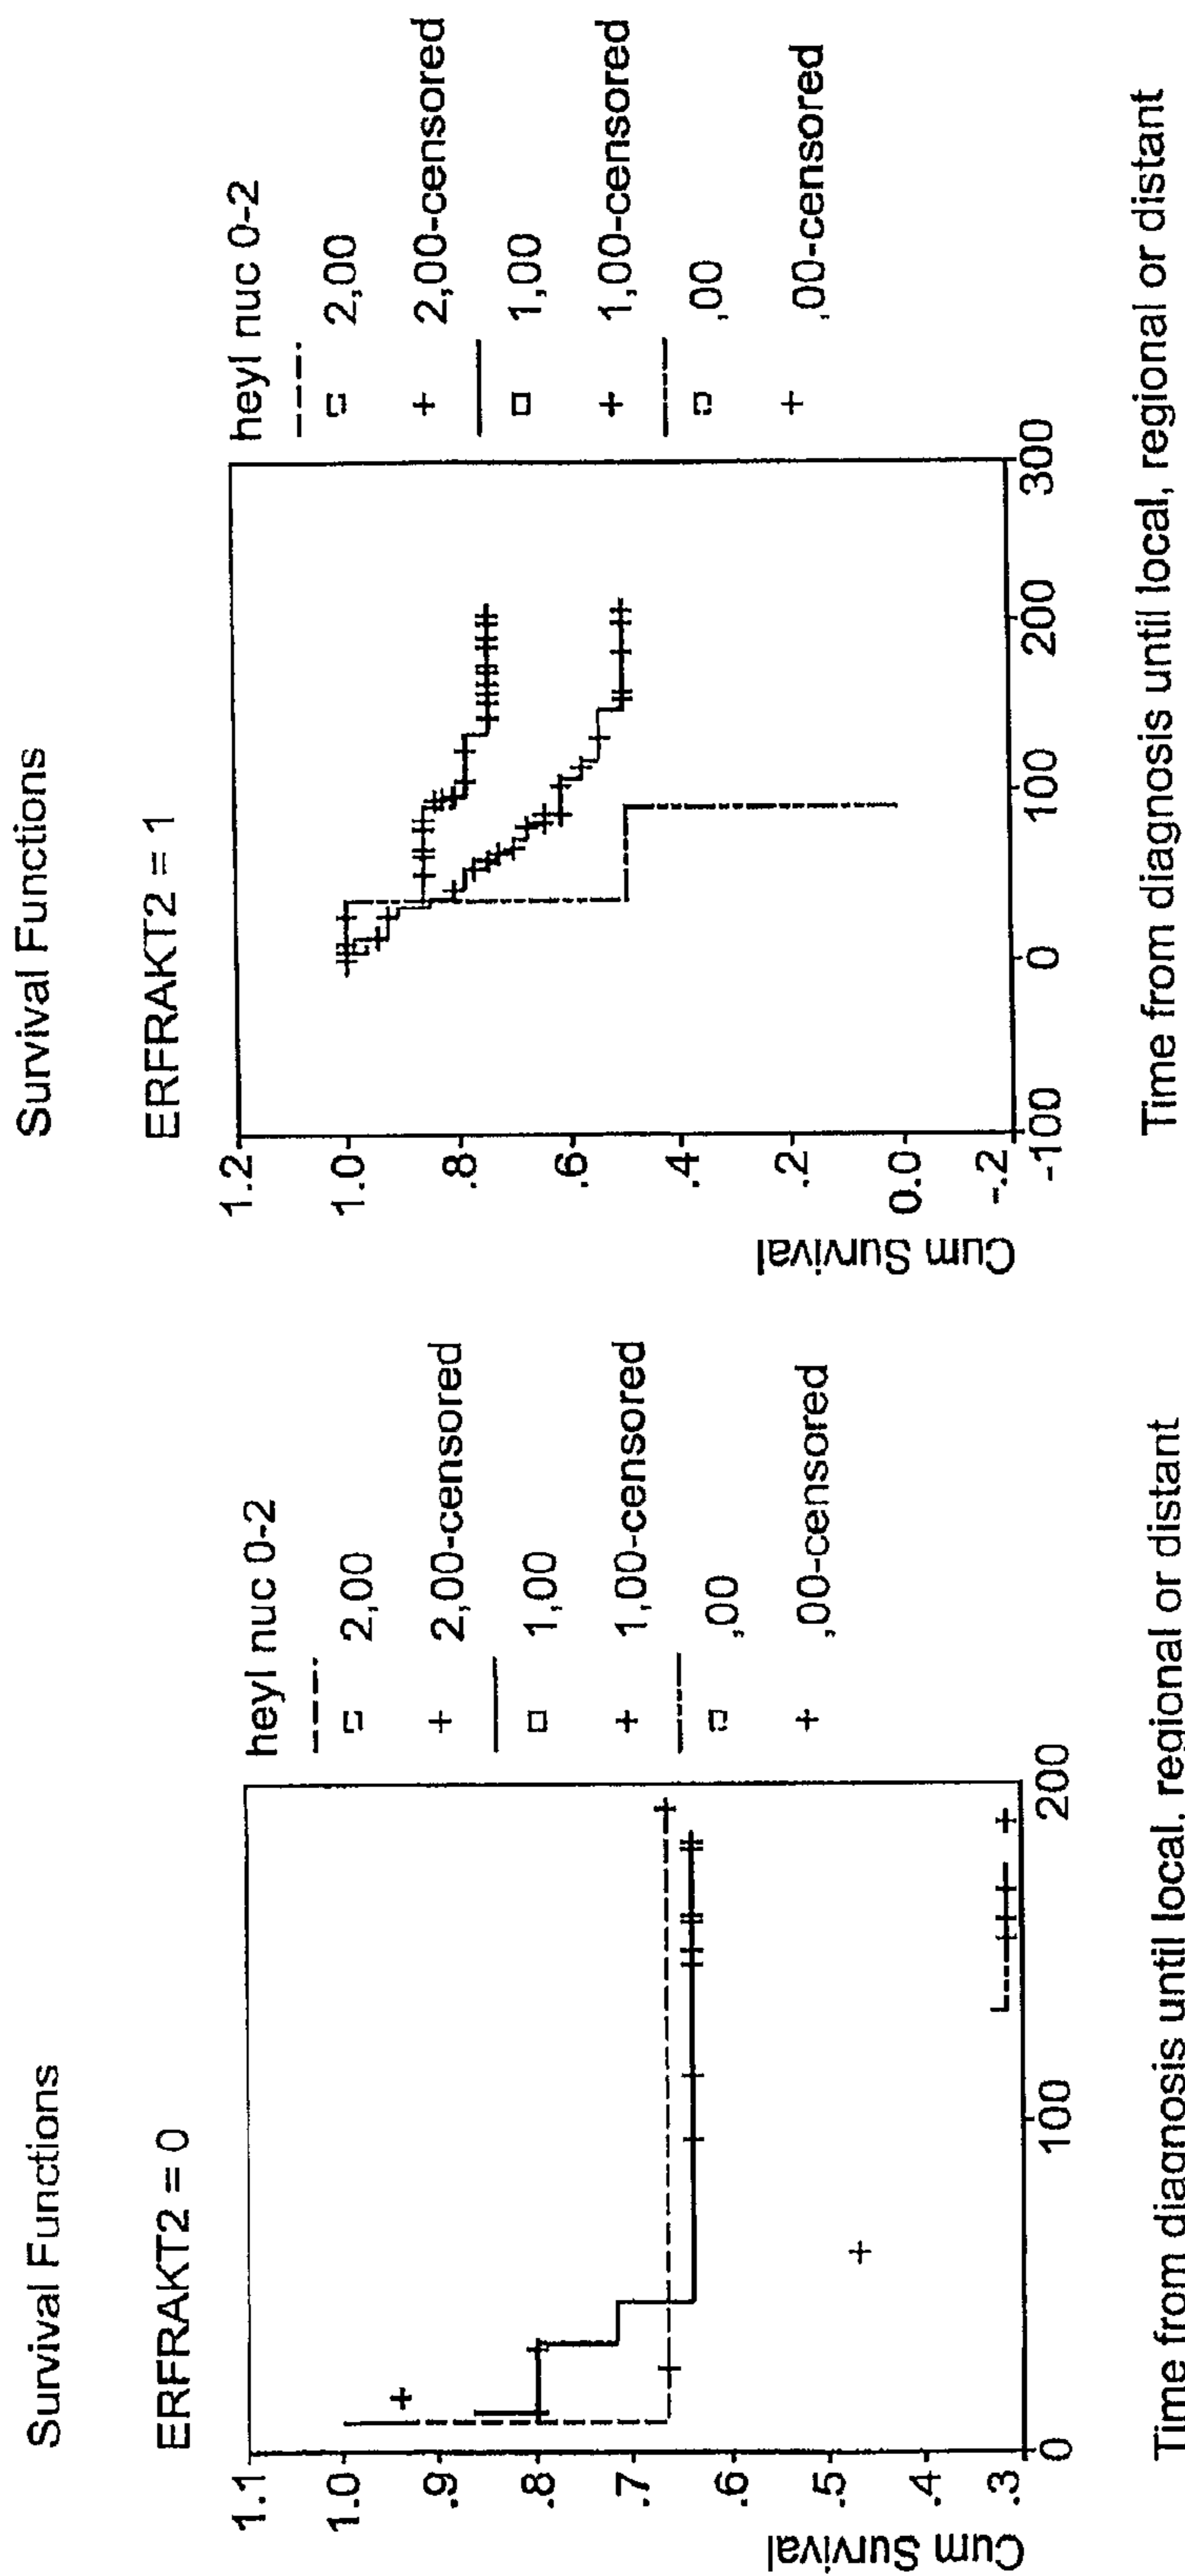 Survival Functions
ERFRAKT2 = 0
Cum Survival
1.1
1.0
.9
.8
.7
.6
.5
.4
.3
0
100
200
Time from diagnosis until local, regional or distant
heyl nuc 0-2
2,00
2,00-censored
1,00
1,00-censored
,00
,00-censored
Survival Functions
ERFRAKT2 = 1
Cum Survival
1.2
1.0
.8
.6
.4
.2
0.0
-.2
-100
0
100
200
300
Time from diagnosis until local, regional or distant
heyl nuc 0-2
2,00
2,00-censored
1,00
1,00-censored
,00
,00-censored